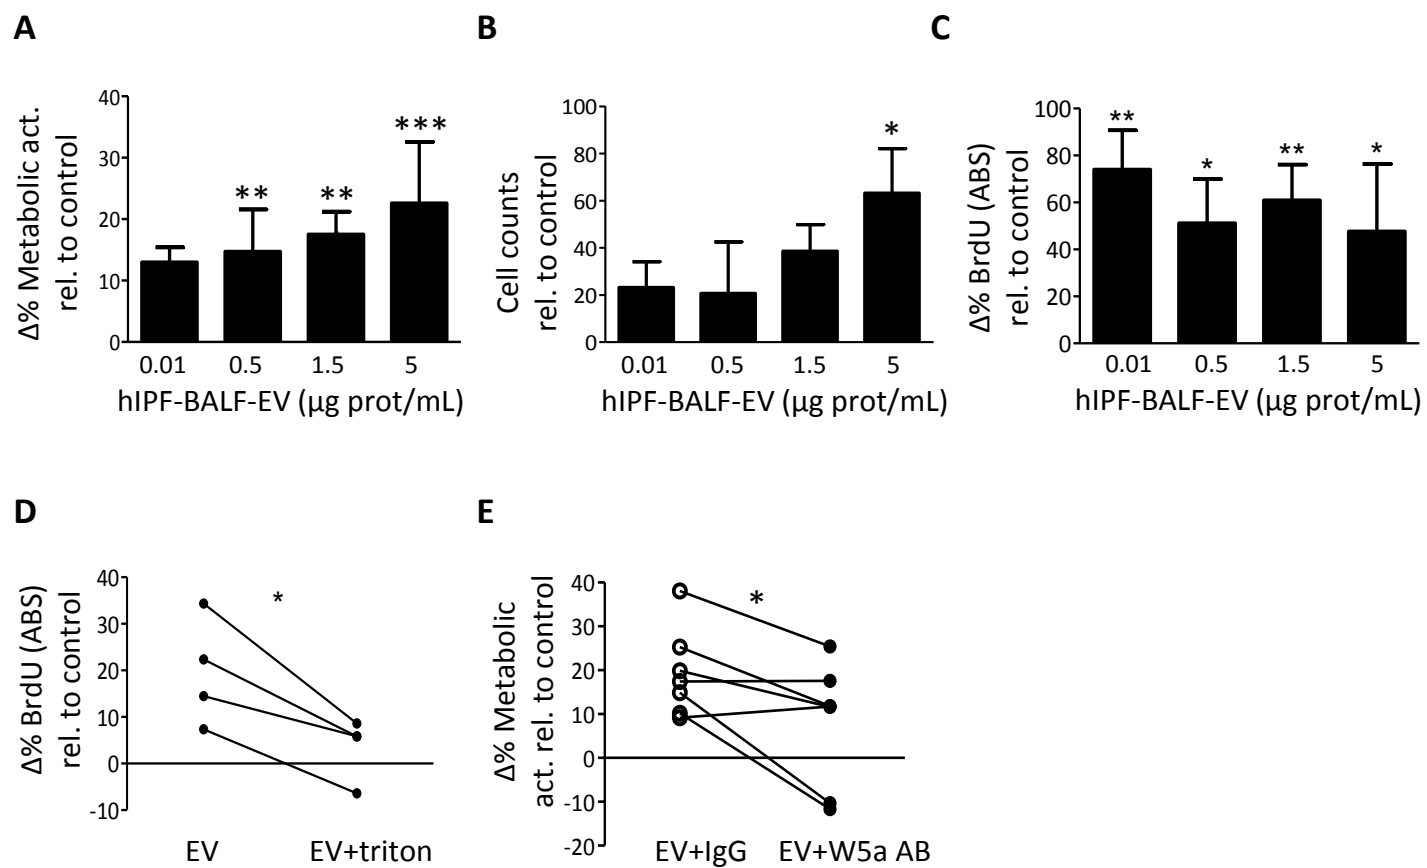 A
Δ% Metabolic act.
rel. to control
40
30
20
10
0
** ** ***
0.01 0.5 1.5 5
hIPF-BALF-EV (µg prot/mL)
B
Cell counts
rel. to control
100
80
60
40
20
0
*
0.01 0.5 1.5 5
hIPF-BALF-EV (µg prot/mL)
C
Δ% BrdU (ABS)
rel. to control
100
80
60
40
20
0
** * ** *
0.01 0.5 1.5 5
hIPF-BALF-EV (µg prot/mL)
D
Δ% BrdU (ABS)
rel. to control
40
30
20
10
0
-10
*
EV EV+triton
E
Δ% Metabolic
act. rel. to control
40
30
20
10
0
-10
-20
*
EV+IgG EV+W5a AB